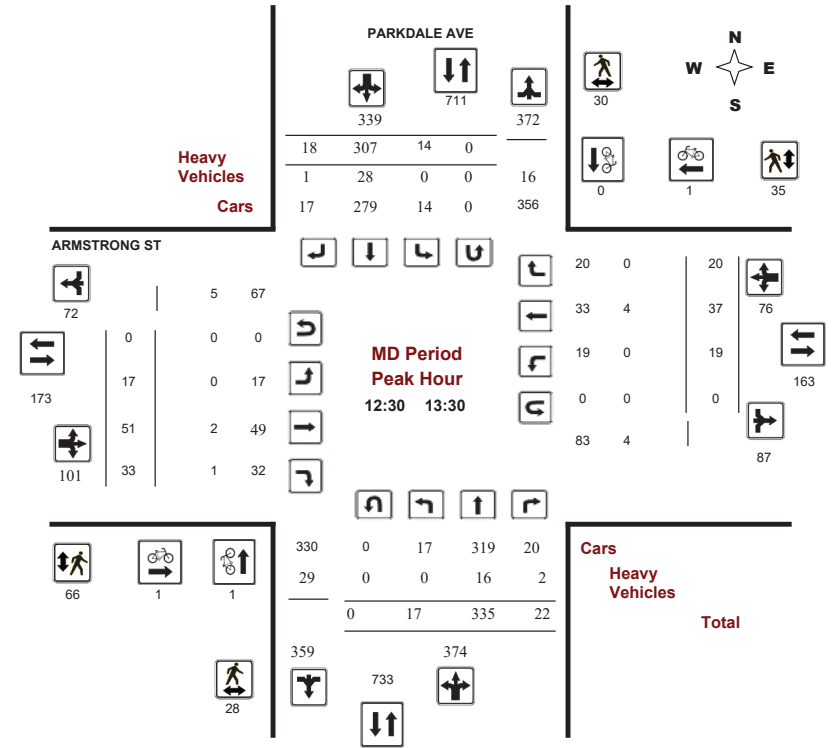 PARKDALE AVE
N
W E
S
711
30
339 372
18 307 14 0
Heavy
Vehicles
1 28 0 0 16
Cars
17 279 14 0 356
0 1 35
ARMSTRONG ST
72
5 67
20 0 20
76
0 0 0
33 4 37
173
17 0 17
MD Period
Peak Hour
12:30 13:30
19 0 19
163
51 2 49
0 0 0
101
33 1 32
83 4
87
330 0 17 319 20
Cars
29 0 0 16 2
Heavy
Vehicles
66 1 1
0 17 335 22
Total
359 374
733
28